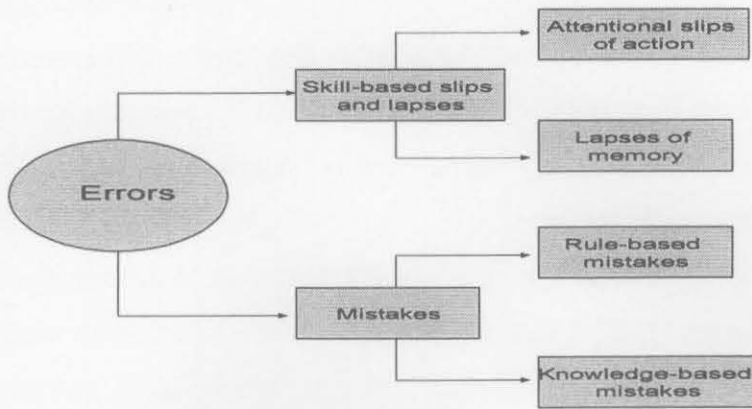 Attentional slips
of action
Skill-based slips
and lapses
Lapses of
memory
Errors
Rule-based
mistakes
Mistakes
Knowledge-based
mistakes